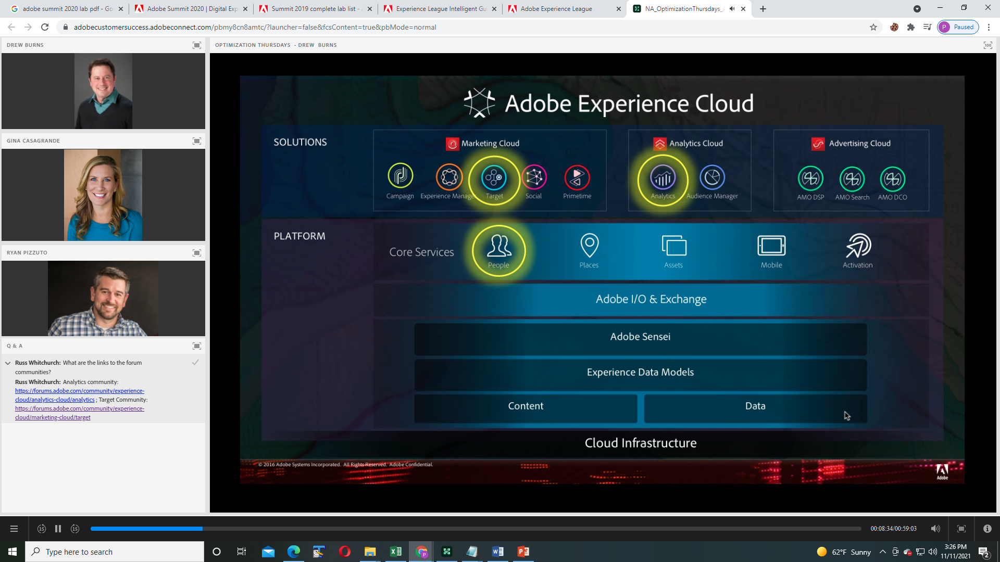 adobe summit 2020 lab pdf - Go
Adobe Summit 2020 | Digital Exp
Summit 2019 complete lab list -
Experience League Intelligent Gu
Adobe Experience League
NA_OptimizationThursdays_
adobecustomersuccess.adobeconnect.com/pbmy8cn8amtc/?launcher=false&fcsContent=true&pbMode=normal
P
Paused
DREW BURNS
OPTIMIZATION THURSDAYS - DREW BURNS
100
GINA CASAGRANDE
RYAN PIZZUTO
Q & A
Russ Whitchurch: What are the links to the forum
communities?
Russ Whitchurch: Analytics community:
https://forums.adobe.com/community/experience-
cloud/analytics-cloud/analytics ; Target Community:
https://forums.adobe.com/community/experience-
cloud/marketing-cloud/target
Adobe Experience Cloud
SOLUTIONS
Marketing Cloud
Analytics Cloud
Advertising Cloud
Campaign
Experience Manager
Target
Social
Primetime
Analytics
Audience Manager
AMO DSP
AMO Search
AMO DCO
PLATFORM
Core Services
People
Places
Assets
Mobile
Activation
Adobe I/O & Exchange
Adobe Sensei
Experience Data Models
Content
Data
Cloud Infrastructure
© 2016 Adobe Systems Incorporated. All Rights Reserved. Adobe Confidential.
Adobe
15
15
00:08:34/00:59:03
Type here to search
62°F Sunny
3:26 PM
11/11/2021
2